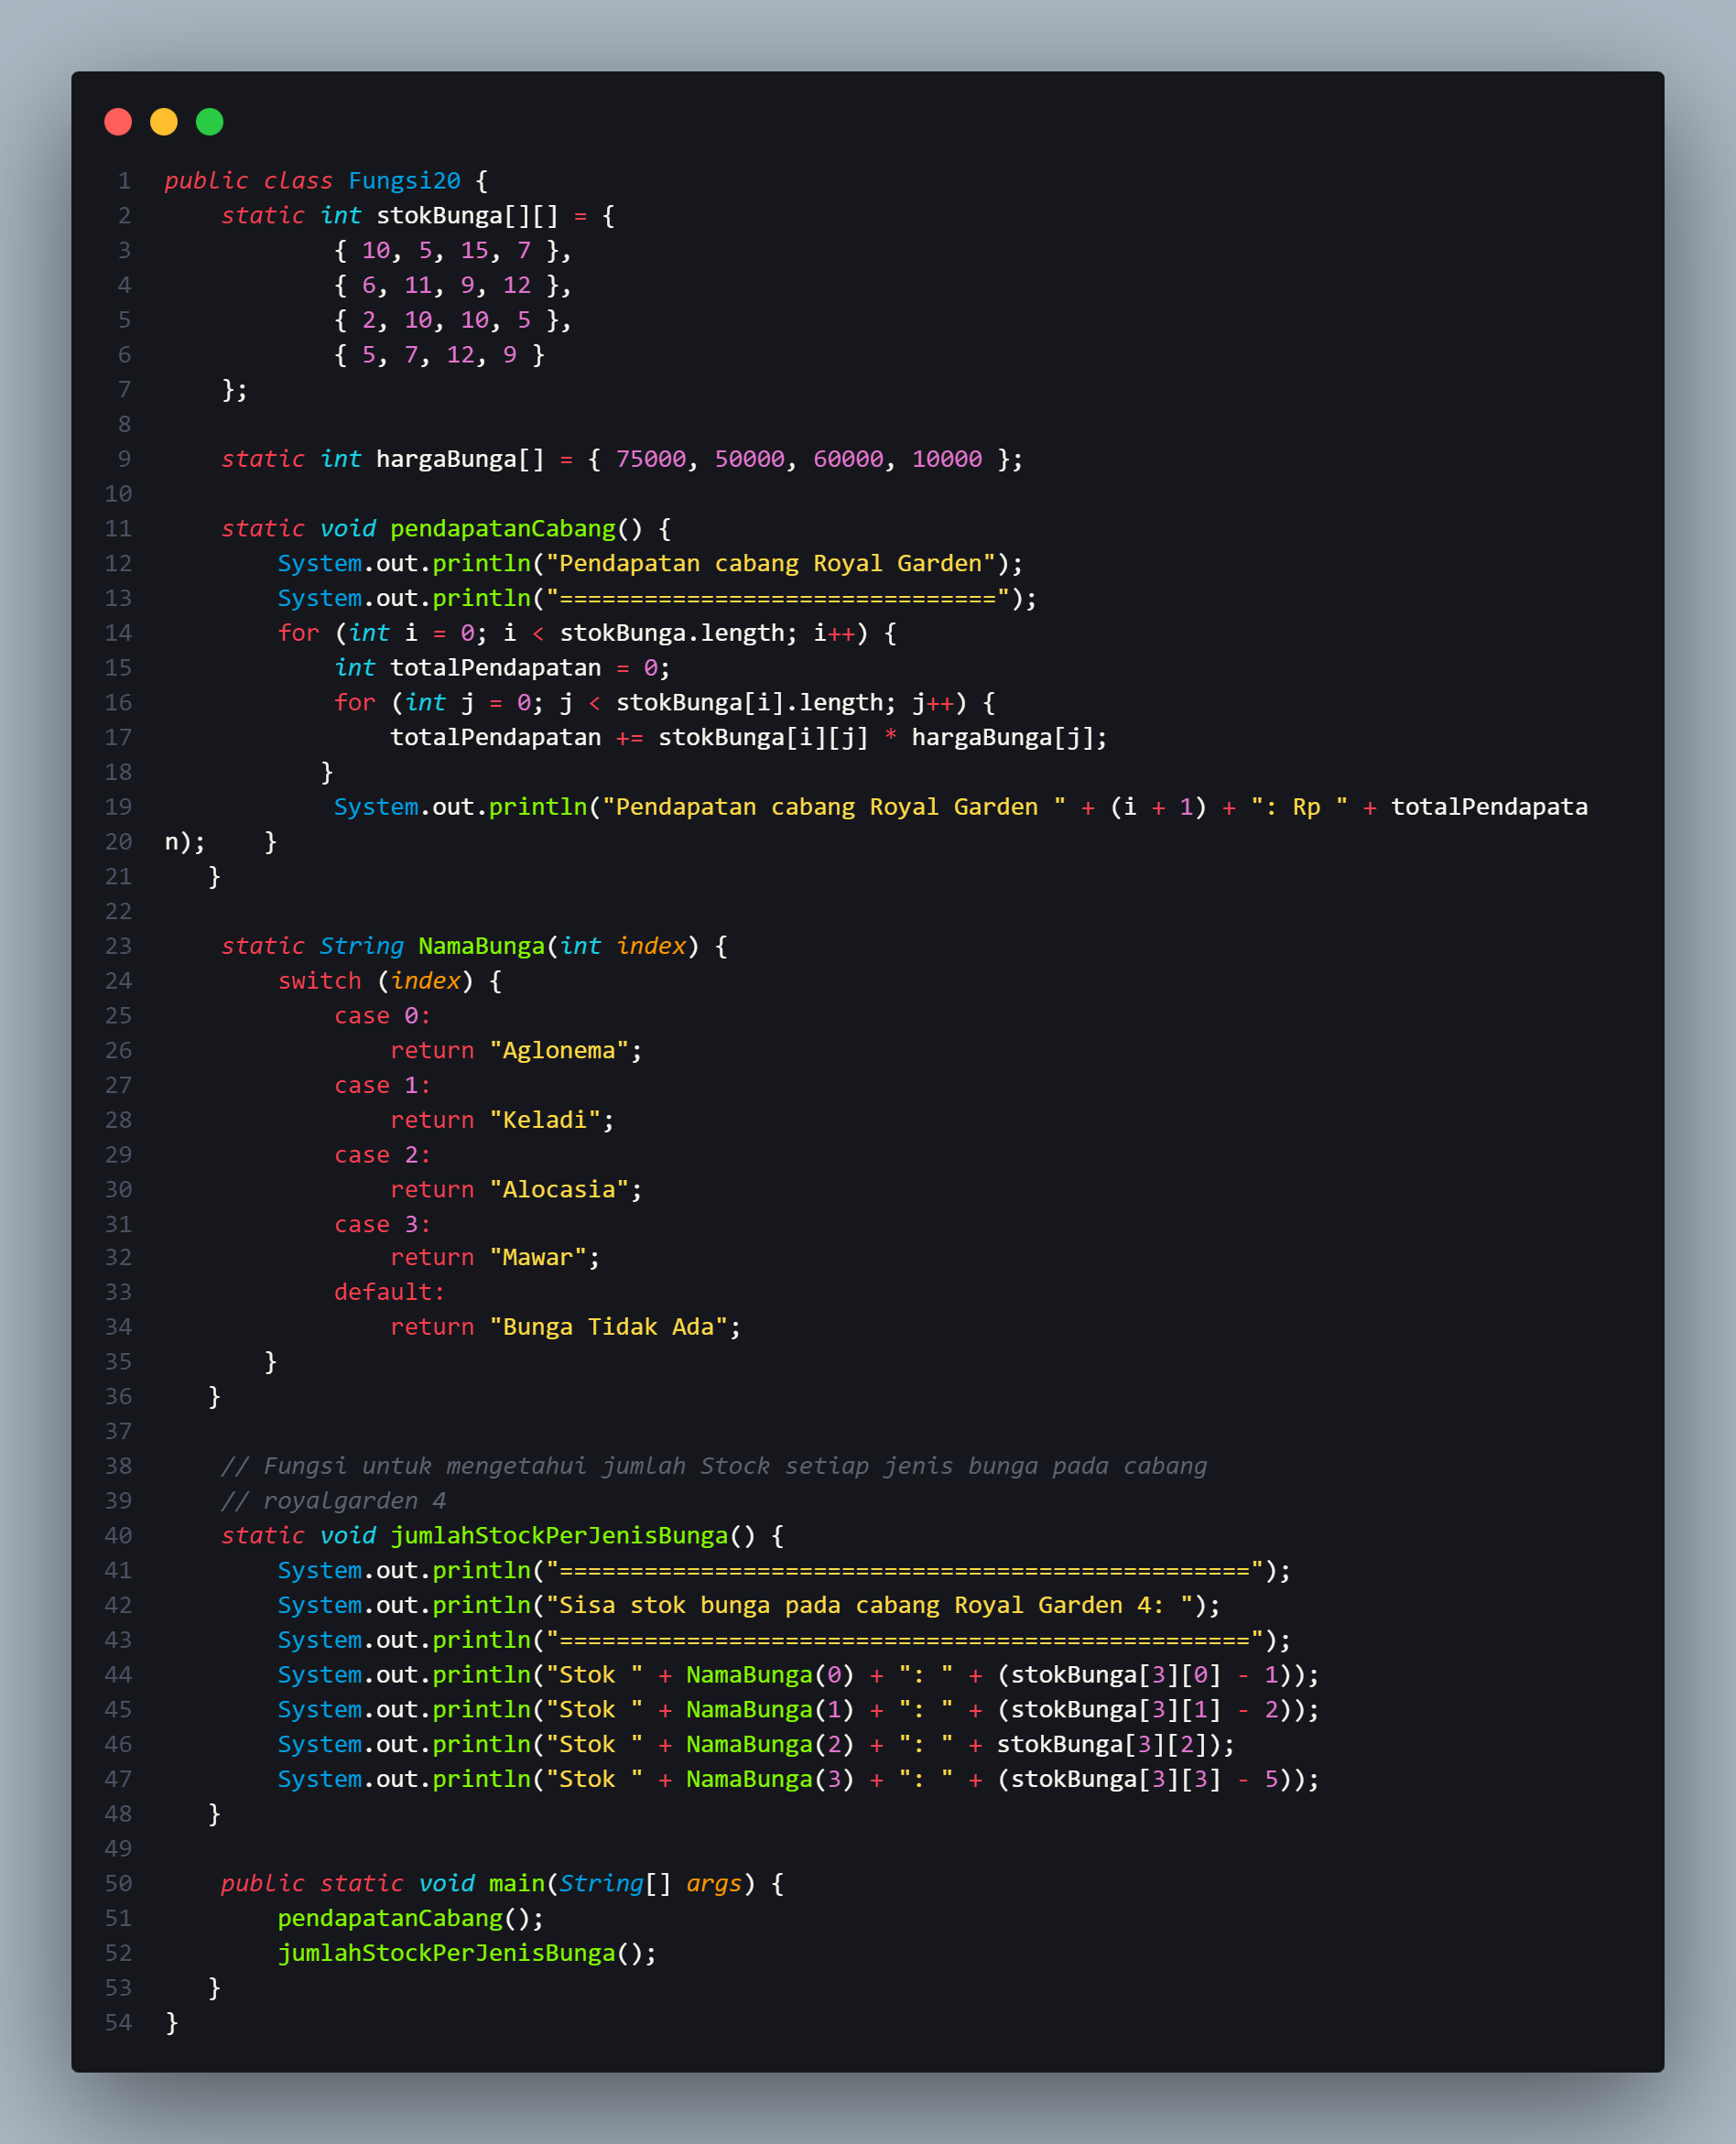 1 public class Fungsi20 {
2     static int stokBunga[][] = {
3             { 10, 5, 15, 7 },
4             { 6, 11, 9, 12 },
5             { 2, 10, 10, 5 },
6             { 5, 7, 12, 9 }
7     };
8
9     static int hargaBunga[] = { 75000, 50000, 60000, 10000 };
10
11     static void pendapatanCabang() {
12         System.out.println("Pendapatan cabang Royal Garden");
13         System.out.println("===============================");
14         for (int i = 0; i < stokBunga.length; i++) {
15             int totalPendapatan = 0;
16             for (int j = 0; j < stokBunga[i].length; j++) {
17                 totalPendapatan += stokBunga[i][j] * hargaBunga[j];
18            }
19             System.out.println("Pendapatan cabang Royal Garden " + (i + 1) + ": Rp " + totalPendapata
20 n);    }
21    }
22
23     static String NamaBunga(int index) {
24         switch (index) {
25             case 0:
26                 return "Aglonema";
27             case 1:
28                 return "Keladi";
29             case 2:
30                 return "Alocasia";
31             case 3:
32                 return "Mawar";
33             default:
34                 return "Bunga Tidak Ada";
35        }
36    }
37
38     // Fungsi untuk mengetahui jumlah Stock setiap jenis bunga pada cabang
39     // royalgarden 4
40     static void jumlahStockPerJenisBunga() {
41         System.out.println("=================================================");
42         System.out.println("Sisa stok bunga pada cabang Royal Garden 4: ");
43         System.out.println("=================================================");
44         System.out.println("Stok " + NamaBunga(0) + ": " + (stokBunga[3][0] - 1));
45         System.out.println("Stok " + NamaBunga(1) + ": " + (stokBunga[3][1] - 2));
46         System.out.println("Stok " + NamaBunga(2) + ": " + stokBunga[3][2]);
47         System.out.println("Stok " + NamaBunga(3) + ": " + (stokBunga[3][3] - 5));
48    }
49
50     public static void main(String[] args) {
51         pendapatanCabang();
52         jumlahStockPerJenisBunga();
53    }
54 }